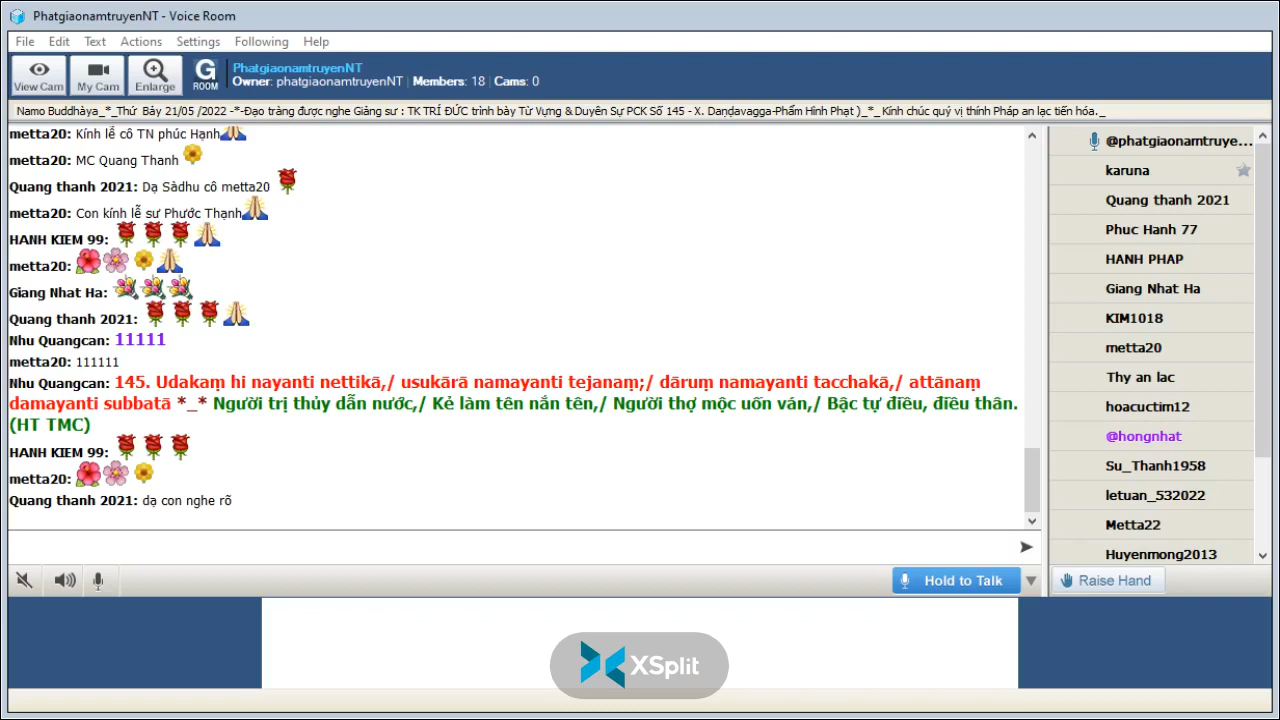 PhatgiaonamtruyenNT - Voice Room
File Edit Text Actions Settings Following Help
View Cam My Cam Enlarge G ROOM
PhatgiaonamtruyenNT
Owner: phatgiaonamtruyenNT | Members: 18 | Cams: 0
Namo Buddhàya_*_Thứ Bảy 21/05 /2022 -*-Đạo tràng được nghe Giảng sư : TK TRÍ ĐỨC trình bày Từ Vựng & Duyên Sự PCK Số 145 - X. Daṇḍavagga-Phẩm Hình Phạt )_*_Kính chúc quý vị thính Pháp an lạc tiến hóa._
metta20: Kính lễ cô TN phúc Hạnh
metta20: MC Quang Thanh
Quang thanh 2021: Dạ Sàdhu cô metta20
metta20: Con kính lễ sư Phước Thạnh
HANH KIEM 99:
metta20:
Giang Nhat Ha:
Quang thanh 2021:
Nhu Quangcan: 11111
metta20: 111111
Nhu Quangcan: 145. Udakaṃ hi nayanti nettikā,/ usukārā namayanti tejanaṃ;/ dāruṃ namayanti tacchakā,/ attānaṃ
damayanti subbatā *_* Người trị thủy dẫn nước,/ Kẻ làm tên nắn tên,/ Người thợ mộc uốn ván,/ Bậc tự điều, điều thân.
(HT TMC)
HANH KIEM 99:
metta20:
Quang thanh 2021: dạ con nghe rõ
@phatgiaonamtruye...
karuna
Quang thanh 2021
Phuc Hanh 77
HANH PHAP
Giang Nhat Ha
KIM1018
metta20
Thy an lac
hoacuctim12
@hongnhat
Su_Thanh1958
letuan_532022
Metta22
Huyenmong2013
Hold to Talk
Raise Hand
XSplit